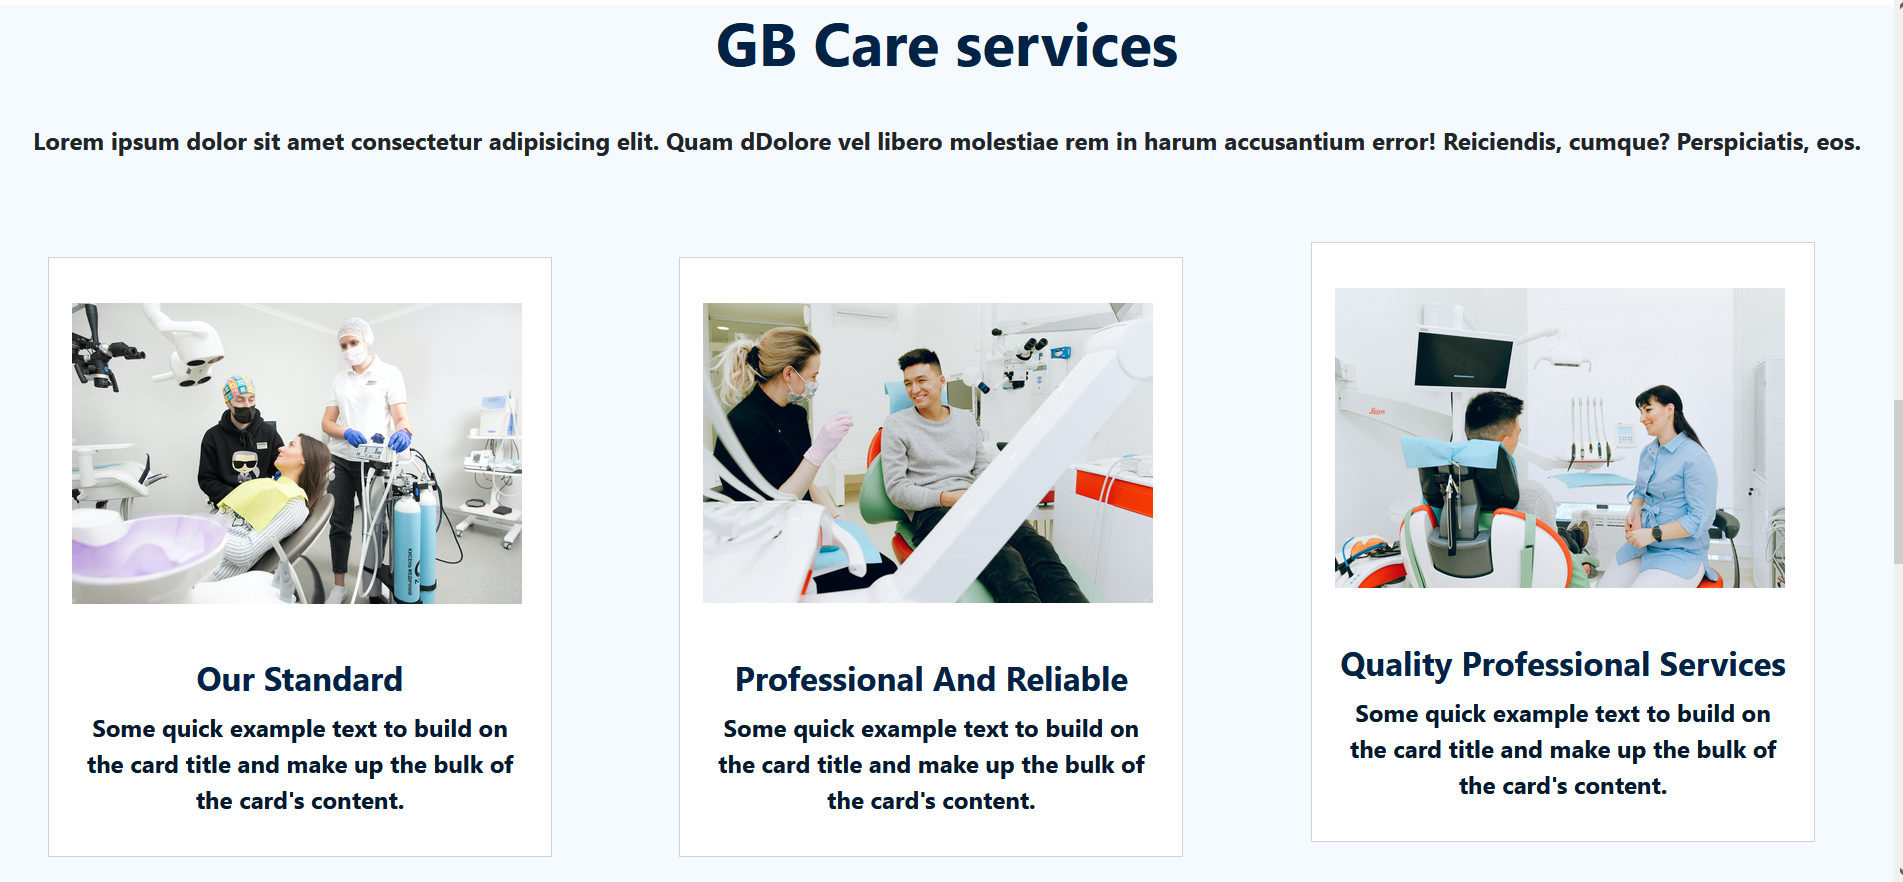 GB Care services
Lorem ipsum dolor sit amet consectetur adipisicing elit. Quam dDolore vel libero molestiae rem in harum accusantium error! Reiciendis, cumque? Perspiciatis, eos.
Our Standard
Some quick example text to build on
the card title and make up the bulk of
the card's content.
Professional And Reliable
Some quick example text to build on
the card title and make up the bulk of
the card's content.
Leica
Quality Professional Services
Some quick example text to build on
the card title and make up the bulk of
the card's content.